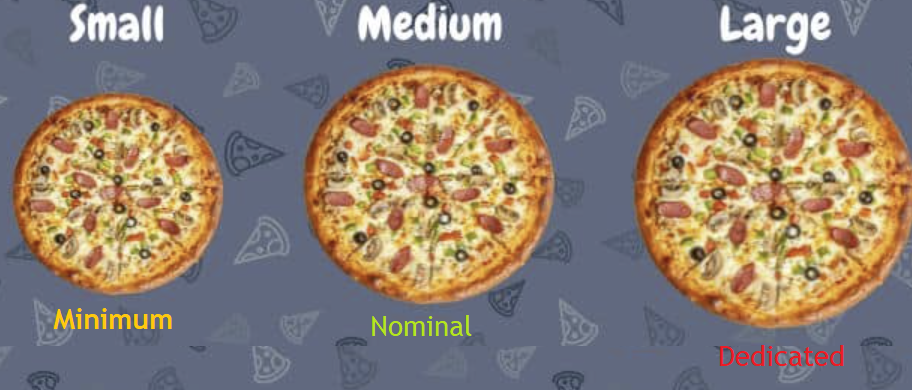 Small Medium Large
Minimum
Nominal
Dedicated